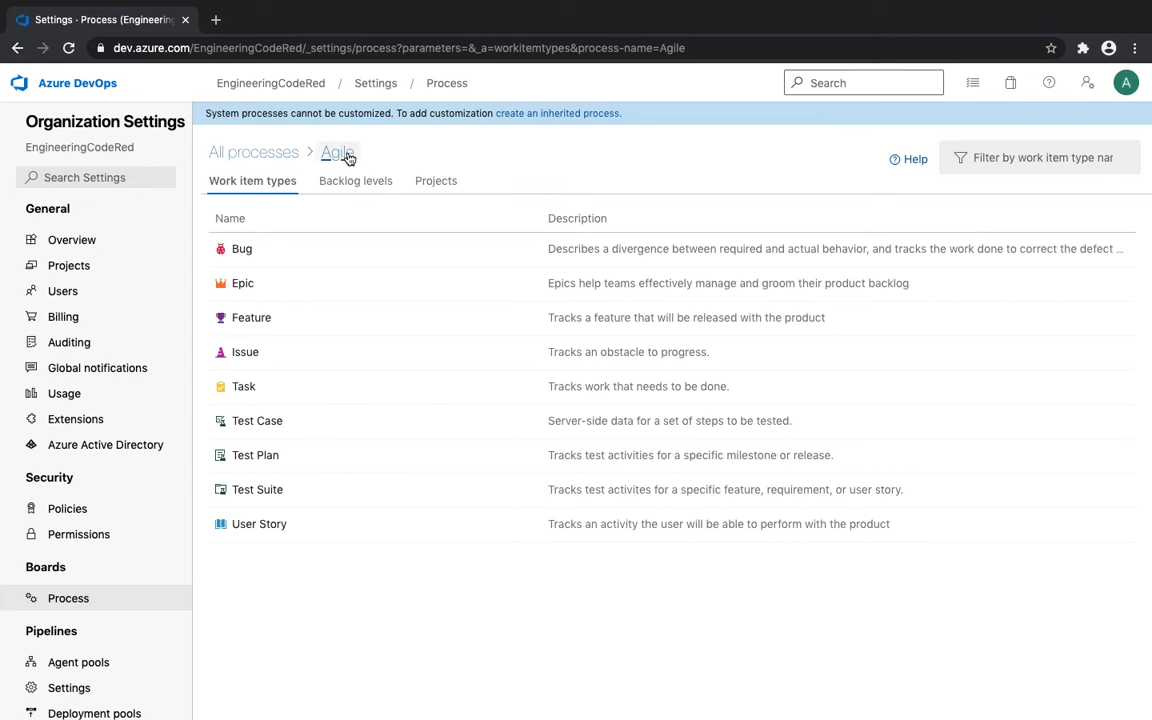 Settings · Process (Engineering
dev.azure.com/EngineeringCodeRed/_settings/process?parameters=&_a=workitemtypes&process-name=Agile
Azure DevOps
EngineeringCodeRed / Settings / Process
Search
A
Organization Settings
EngineeringCodeRed
Search Settings
General
Overview
Projects
Users
Billing
Auditing
Global notifications
Usage
Extensions
Azure Active Directory
Security
Policies
Permissions
Boards
Process
Pipelines
Agent pools
Settings
Deployment pools
System processes cannot be customized. To add customization create an inherited process.
All processes > Agile
Help
Filter by work item type nar
Work item types Backlog levels Projects
Name Description
Bug Describes a divergence between required and actual behavior, and tracks the work done to correct the defect ...
Epic Epics help teams effectively manage and groom their product backlog
Feature Tracks a feature that will be released with the product
Issue Tracks an obstacle to progress.
Task Tracks work that needs to be done.
Test Case Server-side data for a set of steps to be tested.
Test Plan Tracks test activities for a specific milestone or release.
Test Suite Tracks test activites for a specific feature, requirement, or user story.
User Story Tracks an activity the user will be able to perform with the product